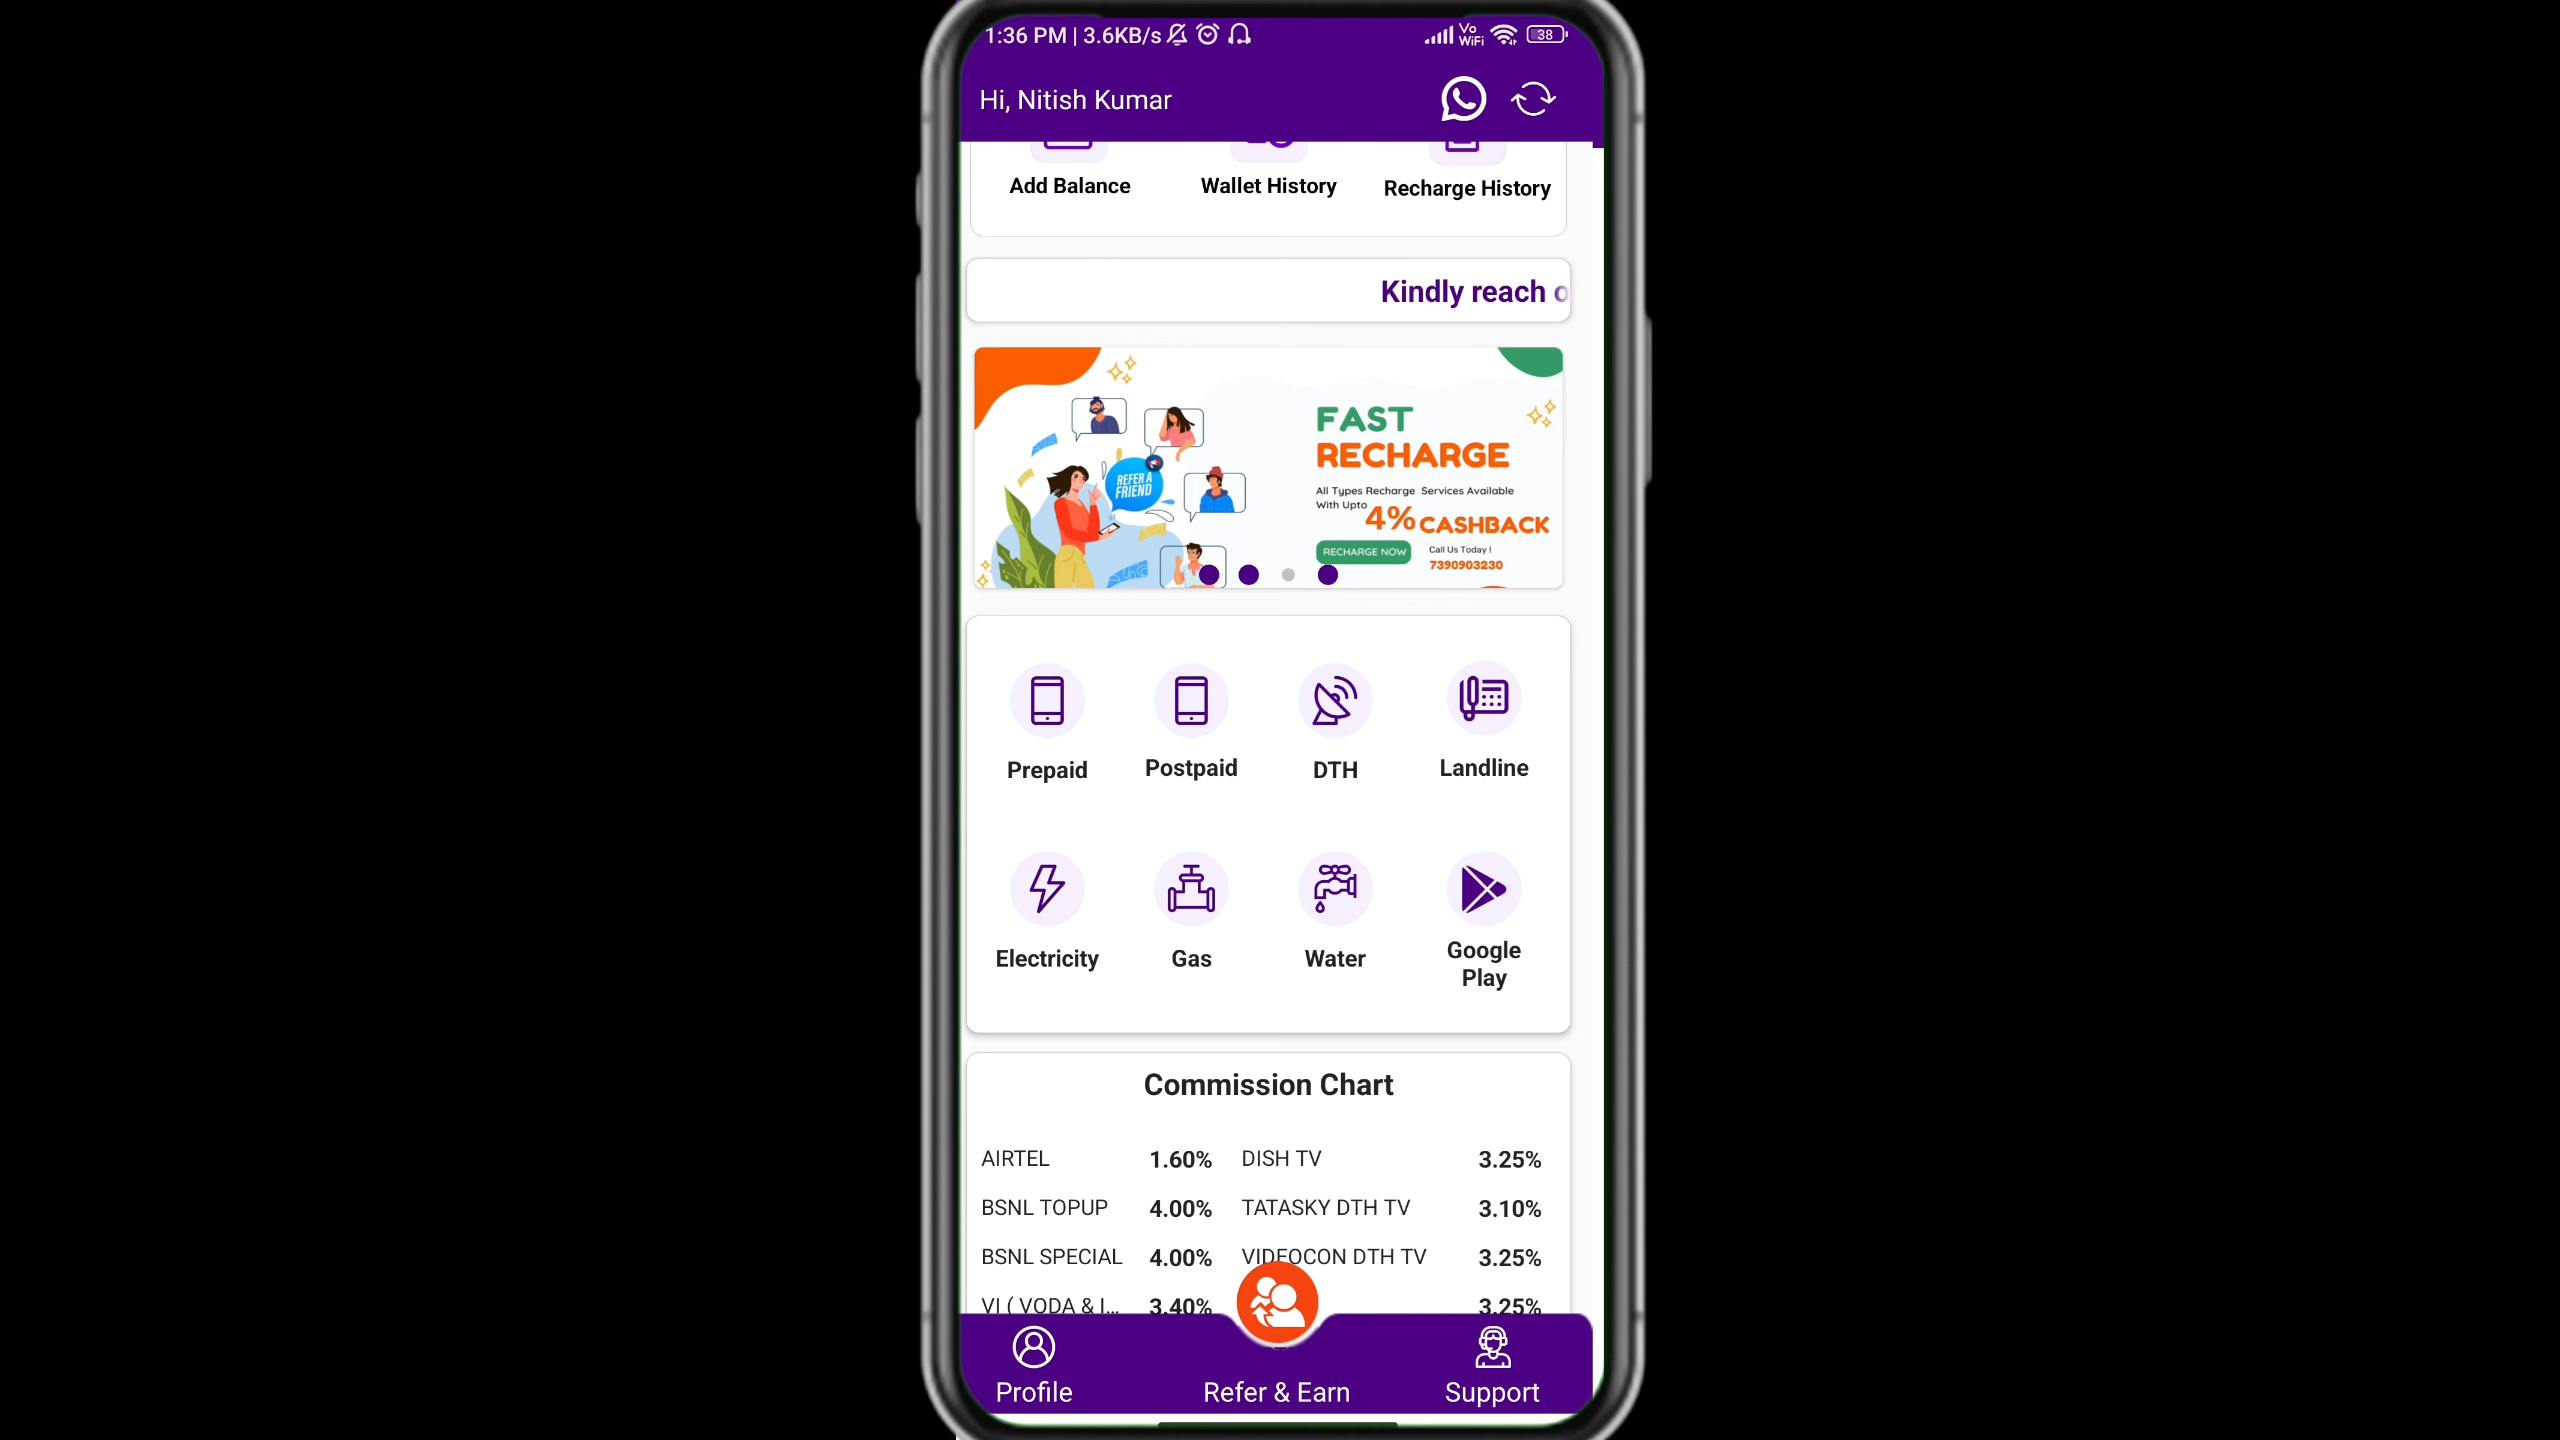 1:36 PM | 3.6KB/s Vo WiFi 38
Hi, Nitish Kumar
Add Balance Wallet History Recharge History
Kindly reach o
REFER A FRIEND
FAST
RECHARGE
All Types Recharge Services Available
With Upto 4% CASHBACK
RECHARGE NOW Call Us Today !
7390903230
Prepaid Postpaid DTH Landline
Electricity Gas Water Google Play
Commission Chart
AIRTEL 1.60% DISH TV 3.25%
BSNL TOPUP 4.00% TATASKY DTH TV 3.10%
BSNL SPECIAL 4.00% VIDEOCON DTH TV 3.25%
VI ( VODA & I... 3.40% 3.25%
Profile Refer & Earn Support